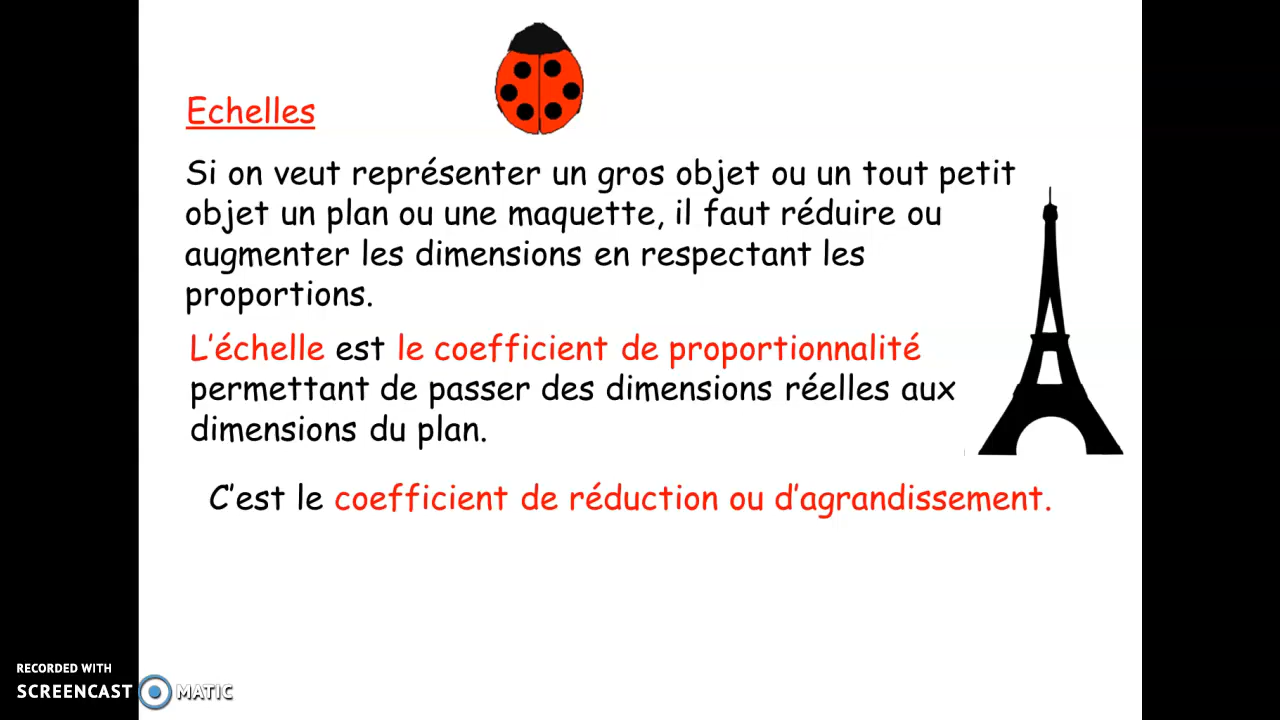 Echelles
Si on veut représenter un gros objet ou un tout petit
objet un plan ou une maquette, il faut réduire ou
augmenter les dimensions en respectant les
proportions.
L'échelle est le coefficient de proportionnalité
permettant de passer des dimensions réelles aux
dimensions du plan.
C'est le coefficient de réduction ou d'agrandissement.
RECORDED WITH
SCREENCAST MATIC